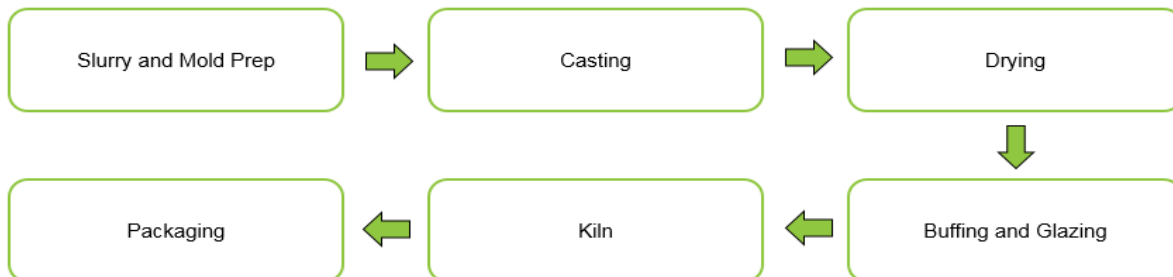 Slurry and Mold Prep
Casting
Drying
Buffing and Glazing
Kiln
Packaging